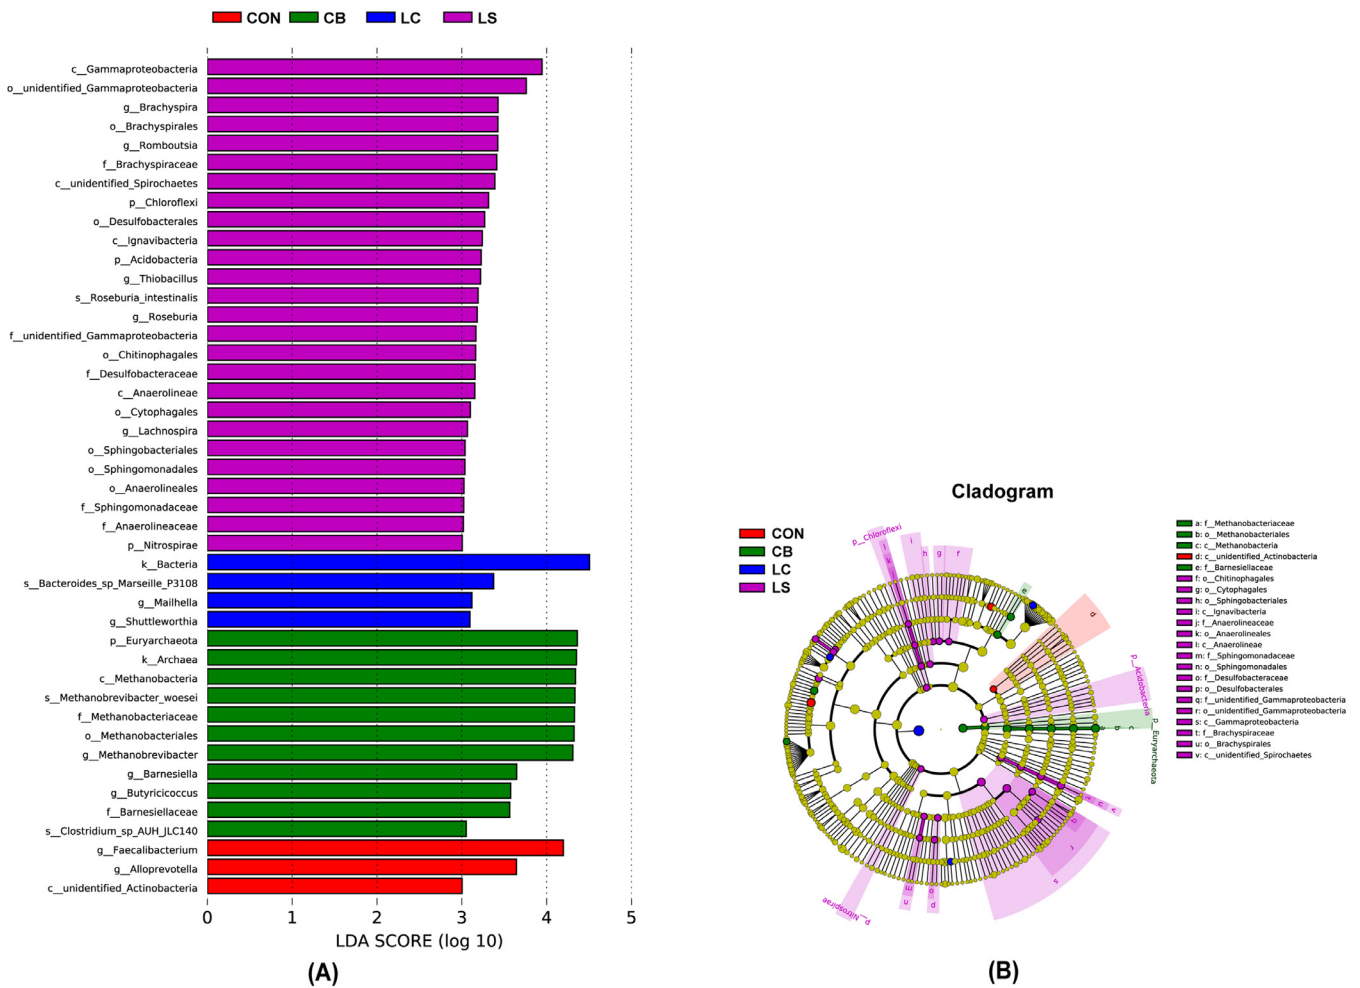 CON CB LC LS
c__Gammaproteobacteria
o__unidentified_Gammaproteobacteria
g__Brachyspira
o__Brachyspirales
g__Romboutsia
f__Brachyspiraceae
c__unidentified_Spirochaetes
p__Chloroflexi
o__Desulfobacterales
c__Ignavibacteria
p__Acidobacteria
g__Thiobacillus
s__Roseburia_intestinalis
g__Roseburia
f__unidentified_Gammaproteobacteria
o__Chitinophagales
f__Desulfobacteraceae
c__Anaerolineae
o__Cytophagales
g__Lachnospira
o__Sphingobacteriales
o__Sphingomonadales
o__Anaerolineales
f__Sphingomonadaceae
f__Anaerolineaceae
p__Nitrospirae
k__Bacteria
s__Bacteroides_sp_Marseille_P3108
g__Mailhella
g__Shuttleworthia
p__Euryarchaeota
k__Archaea
c__Methanobacteria
s__Methanobrevibacter_woesei
f__Methanobacteriaceae
o__Methanobacteriales
g__Methanobrevibacter
g__Barnesiella
g__Butyricicoccus
f__Barnesiellaceae
s__Clostridium_sp_AUH_JLC140
g__Faecalibacterium
g__Alloprevotella
c__unidentified_Actinobacteria
0 1 2 3 4 5
LDA SCORE (log 10)
(A)
Cladogram
CON
CB
LC
LS
p__Chloroflexi
l
k
i
h
g
f
e
d
p__Acidobacteria
a
b
c
p__Euryarchaeota
v
u
t
q
r
s
o
p
m
n
p__Nitrospirae
a: f__Methanobacteriaceae
b: o__Methanobacteriales
c: c__Methanobacteria
d: c__unidentified_Actinobacteria
e: f__Barnesiellaceae
f: o__Chitinophagales
g: o__Cytophagales
h: o__Sphingobacteriales
i: c__Ignavibacteria
j: f__Anaerolineaceae
k: o__Anaerolineales
l: c__Anaerolineae
m: f__Sphingomonadaceae
n: o__Sphingomonadales
o: f__Desulfobacteraceae
p: o__Desulfobacterales
q: f__unidentified_Gammaproteobacteria
r: o__unidentified_Gammaproteobacteria
s: c__Gammaproteobacteria
t: f__Brachyspiraceae
u: o__Brachyspirales
v: c__unidentified_Spirochaetes
(B)